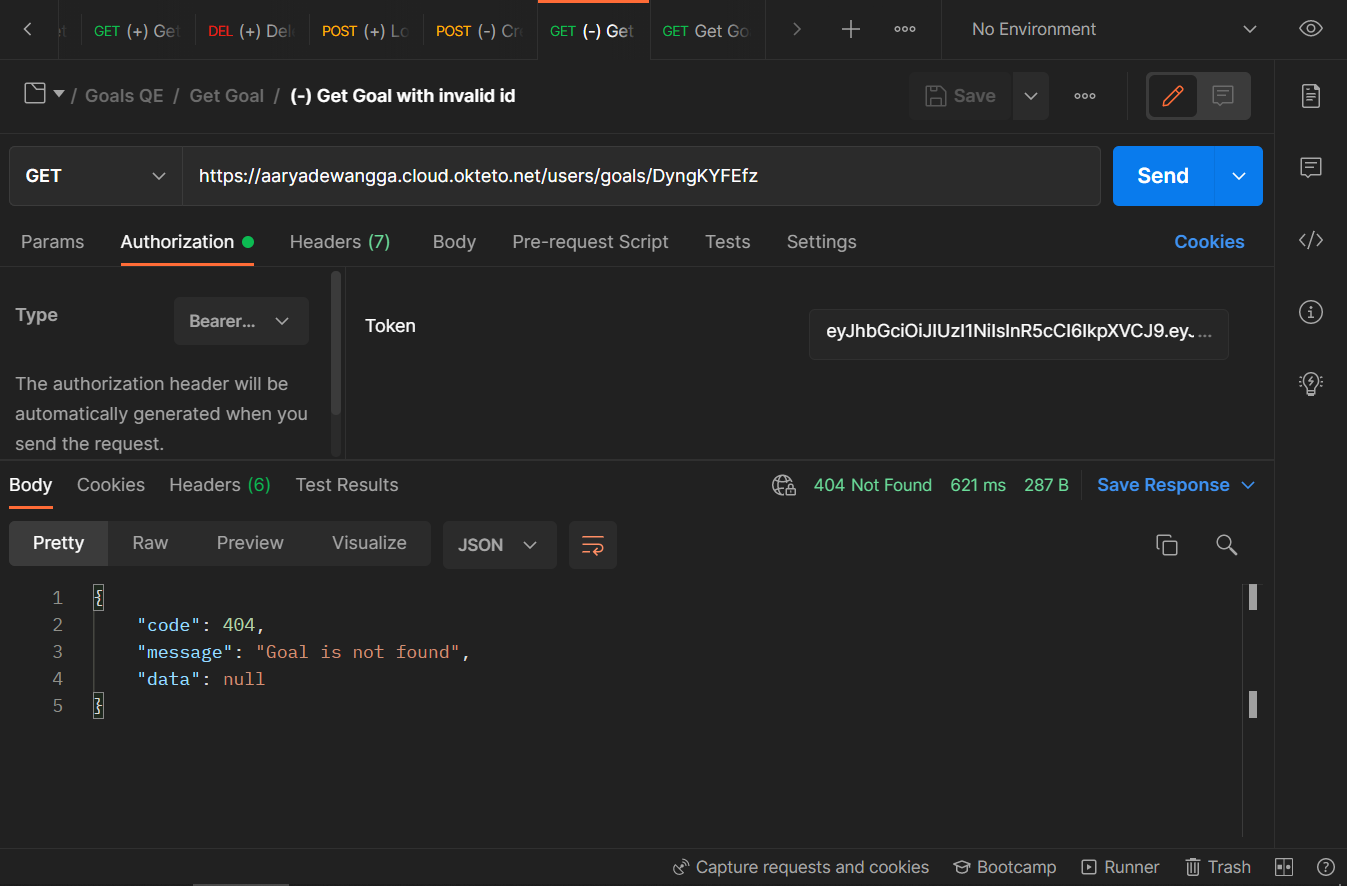 GET (+) Get DEL (+) Del POST (+) Lo POST (-) Cre GET (-) Get GET Get Go No Environment
/ Goals QE / Get Goal / (-) Get Goal with invalid id Save
GET https://aaryadewangga.cloud.okteto.net/users/goals/DyngKYFEfz Send
Params Authorization Headers (7) Body Pre-request Script Tests Settings Cookies
Type Bearer... Token eyJhbGciOiJIUzI1NiIsInR5cCI6IkpXVCJ9.eyJ...
The authorization header will be
automatically generated when you
send the request.
Body Cookies Headers (6) Test Results 404 Not Found 621 ms 287 B Save Response
Pretty Raw Preview Visualize JSON
1 {
2 "code": 404,
3 "message": "Goal is not found",
4 "data": null
5 }
Capture requests and cookies Bootcamp Runner Trash